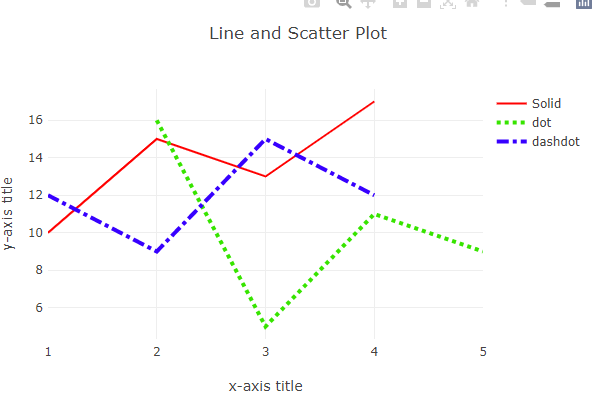 Line and Scatter Plot
Solid
dot
dashdot
16
14
12
10
8
6
y-axis title
1 2 3 4 5
x-axis title